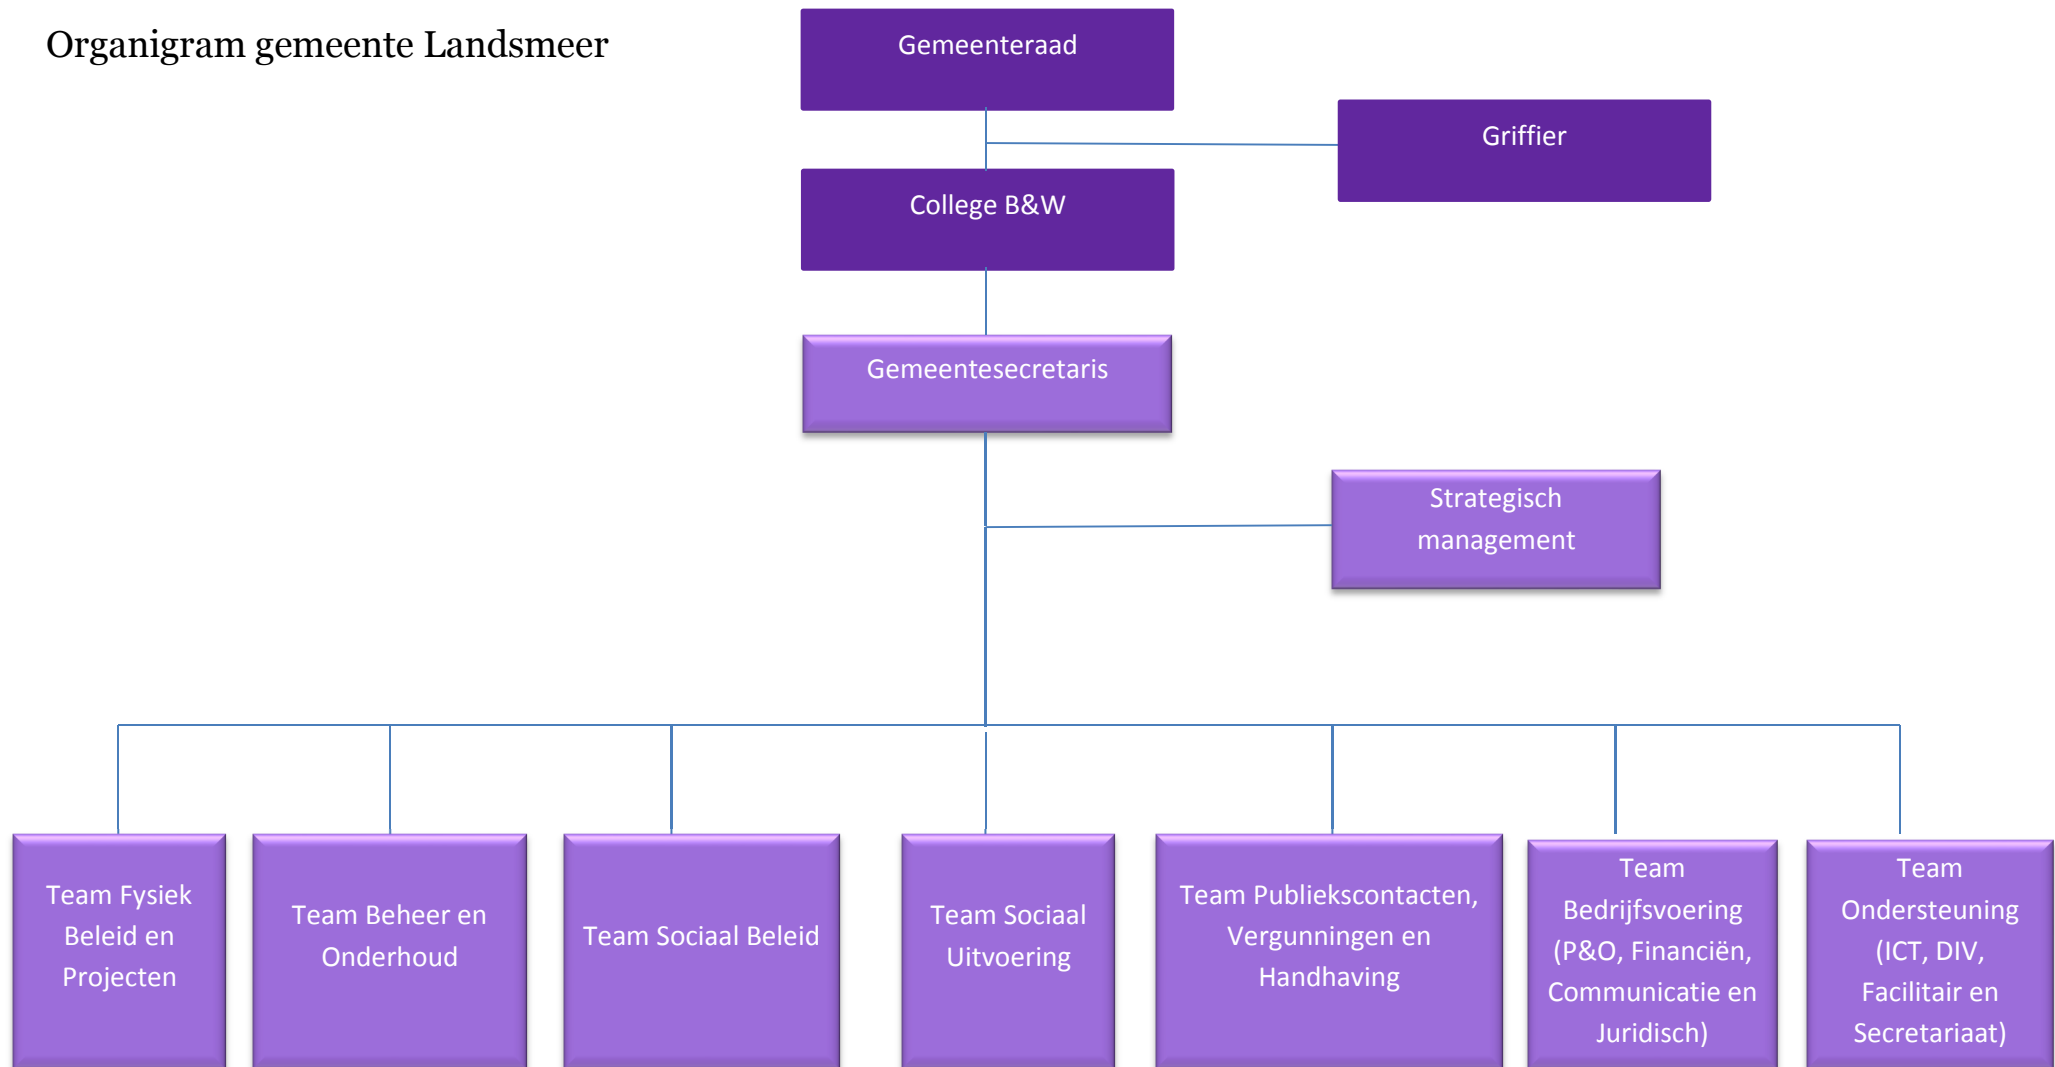 Organigram gemeente Landsmeer
Gemeenteraad
Griffier
College B&W
Gemeentesecretaris
Strategisch
management
Team Fysiek
Beleid en
Projecten
Team Beheer en
Onderhoud
Team Sociaal Beleid
Team Sociaal
Uitvoering
Team Publiekscontacten,
Vergunningen en
Handhaving
Team
Bedrijfsvoering
(P&O, Financiën,
Communicatie en
Juridisch)
Team
Ondersteuning
(ICT, DIV,
Facilitair en
Secretariaat)